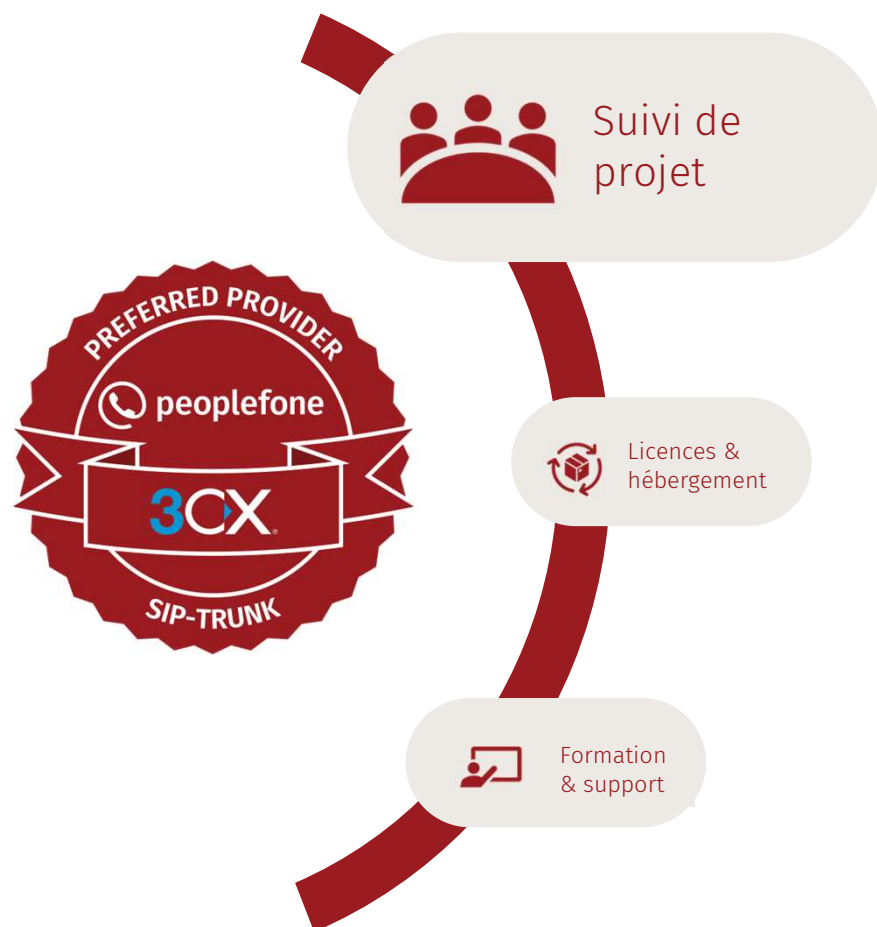 Suivi de
projet
PREFERRED PROVIDER
peoplefone
3CX®
SIP-TRUNK
Licences &
hébergement
Formation
& support